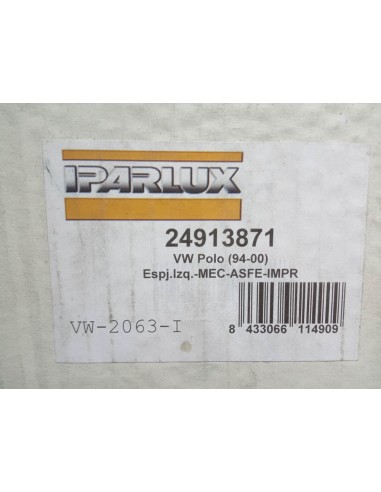 IPARLUX
24913871
VW Polo (94-00)
Espj.Izq.-MEC-ASFE-IMPR
VW-2063-I
8 433066 114909